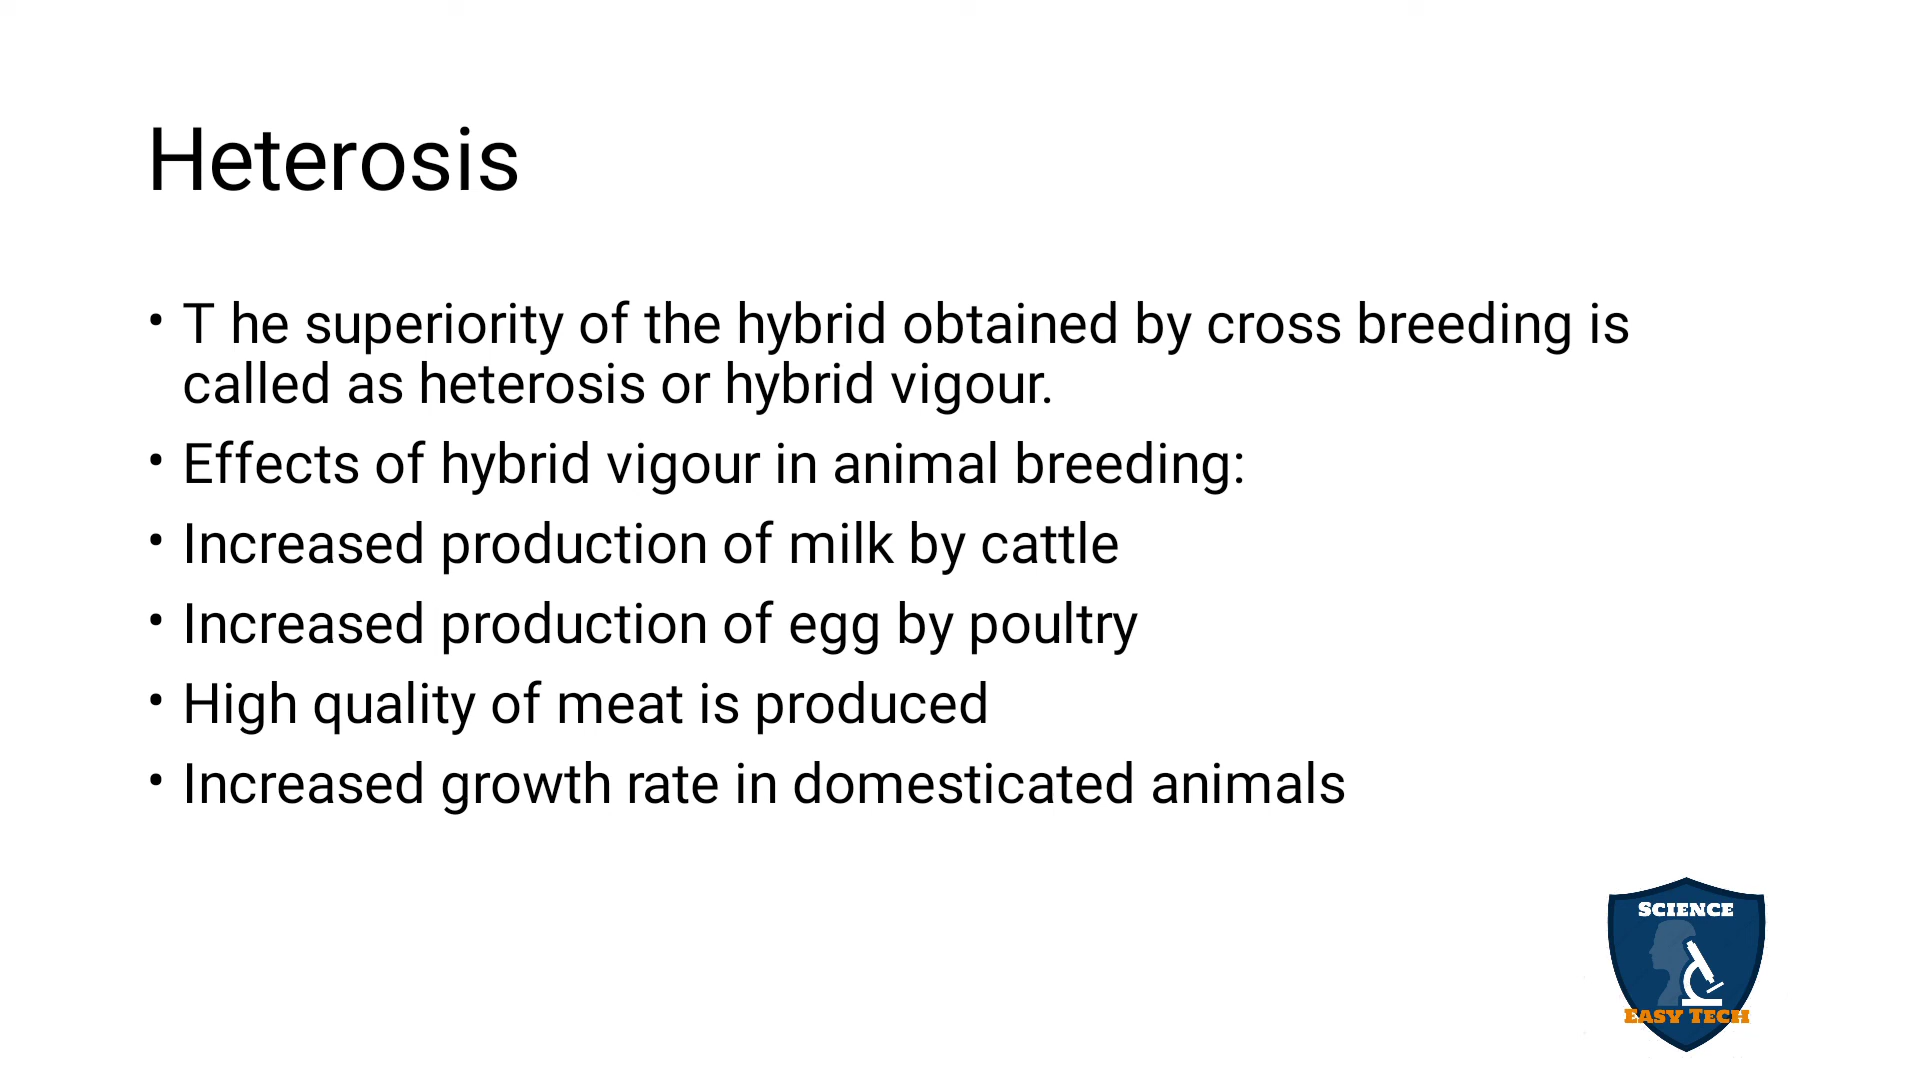 Heterosis
• T he superiority of the hybrid obtained by cross breeding is
called as heterosis or hybrid vigour.
• Effects of hybrid vigour in animal breeding:
• Increased production of milk by cattle
• Increased production of egg by poultry
• High quality of meat is produced
• Increased growth rate in domesticated animals
SCIENCE
EASY TECH